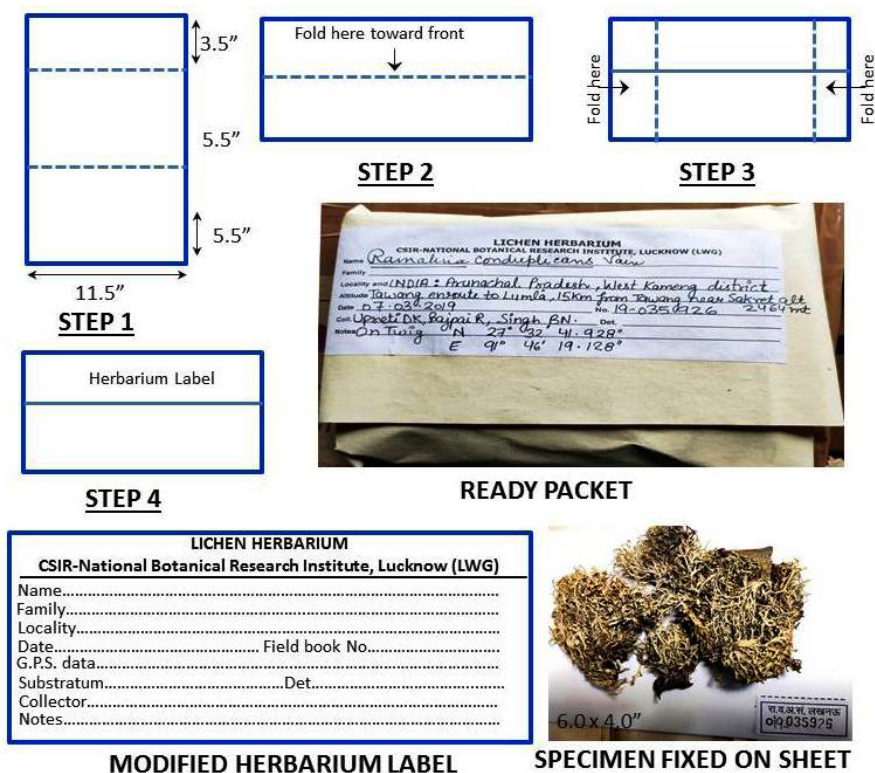 3.5”
5.5”
5.5”
11.5”
STEP 1
Fold here toward front
STEP 2
Fold here
Fold here
STEP 3
Herbarium Label
STEP 4
LICHEN HERBARIUM
CSIR-NATIONAL BOTANICAL RESEARCH INSTITUTE, LUCKNOW (LWG)
Name Ramalina conduplicans Vain
Family
Locality and INDIA: Arunachal Pradesh, West Kameng district
Altitude Tawang enroute to Lumla, 15km from Tawang near Sakret alt
Date 07.03.2019 No. 19-035926 2464mt
Coll. Upreti DK, Bajpai R, Singh BN. Det.
Notes On Twig N 27° 32' 41.928"
E 91° 46' 19.128"
READY PACKET
LICHEN HERBARIUM
CSIR-National Botanical Research Institute, Lucknow (LWG)
Name
Family
Locality
Date Field book No
G.P.S. data
Substratum Det
Collector
Notes
MODIFIED HERBARIUM LABEL
6.0 x 4.0”
रा.व.अ.सं. लखनऊ
035926
SPECIMEN FIXED ON SHEET